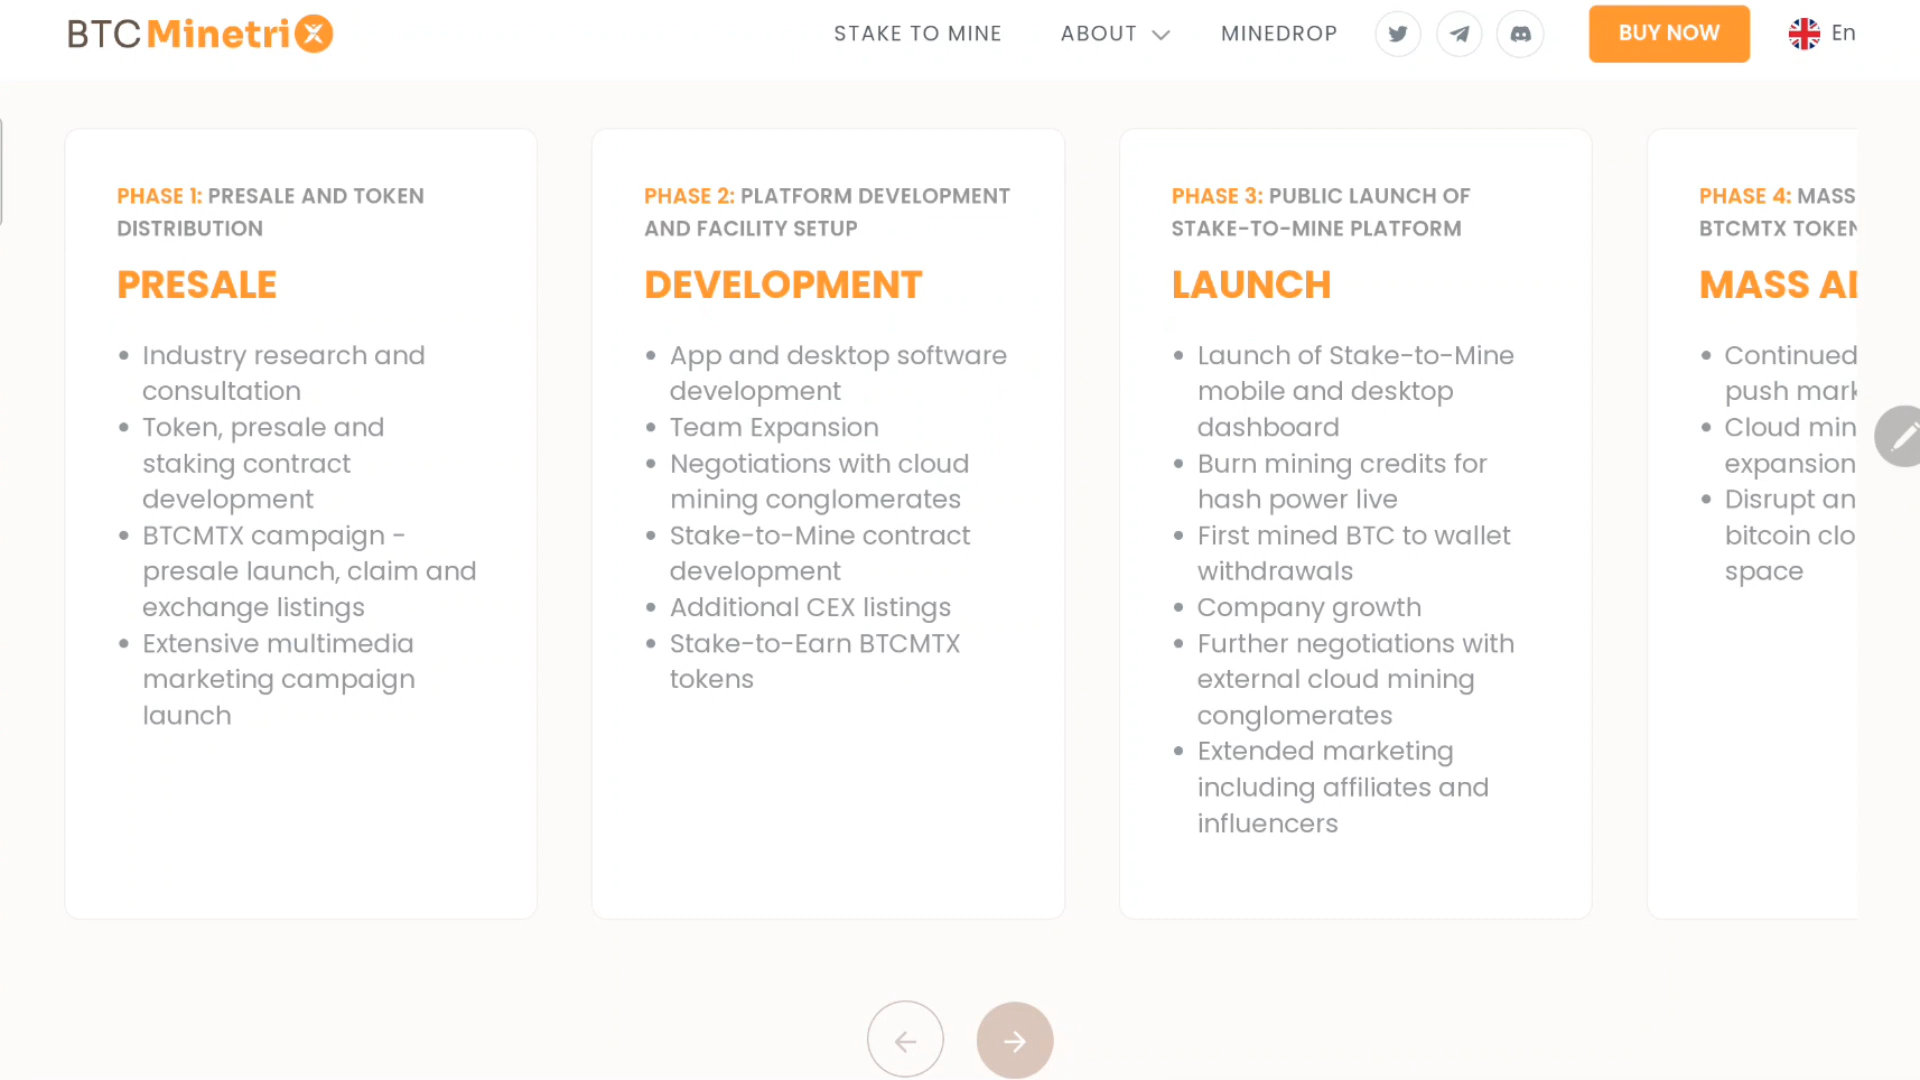 BTC Minetrix
STAKE TO MINE
ABOUT
MINEDROP
BUY NOW
En
PHASE 1: PRESALE AND TOKEN
DISTRIBUTION
PRESALE
• Industry research and
consultation
• Token, presale and
staking contract
development
• BTCMTX campaign -
presale launch, claim and
exchange listings
• Extensive multimedia
marketing campaign
launch
PHASE 2: PLATFORM DEVELOPMENT
AND FACILITY SETUP
DEVELOPMENT
• App and desktop software
development
• Team Expansion
• Negotiations with cloud
mining conglomerates
• Stake-to-Mine contract
development
• Additional CEX listings
• Stake-to-Earn BTCMTX
tokens
PHASE 3: PUBLIC LAUNCH OF
STAKE-TO-MINE PLATFORM
LAUNCH
• Launch of Stake-to-Mine
mobile and desktop
dashboard
• Burn mining credits for
hash power live
• First mined BTC to wallet
withdrawals
• Company growth
• Further negotiations with
external cloud mining
conglomerates
• Extended marketing
including affiliates and
influencers
PHASE 4: MASS
BTCMTX
MASS
• Continued
push
• Cloud
expansion
• Disrupt
bitcoin
space